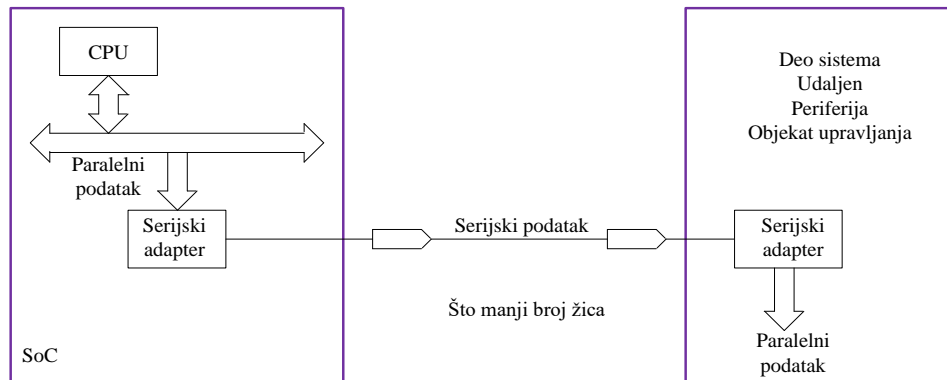 CPU
Paralelni
podatak
Serijski
adapter
SoC
Serijski podatak
Što manji broj žica
Deo sistema
Udaljen
Periferija
Objekat upravljanja
Serijski
adapter
Paralelni
podatak